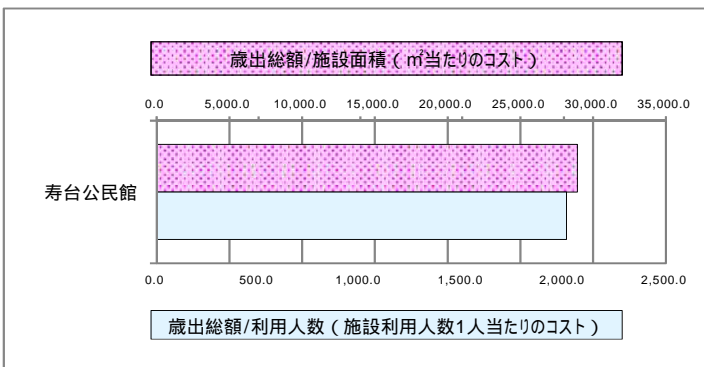 歳出総額/施設面積(㎡当たりのコスト)
0.0 5,000.0 10,000.0 15,000.0 20,000.0 25,000.0 30,000.0 35,000.0
寿台公民館
0.0 500.0 1,000.0 1,500.0 2,000.0 2,500.0
歳出総額/利用人数(施設利用人数1人当たりのコスト)